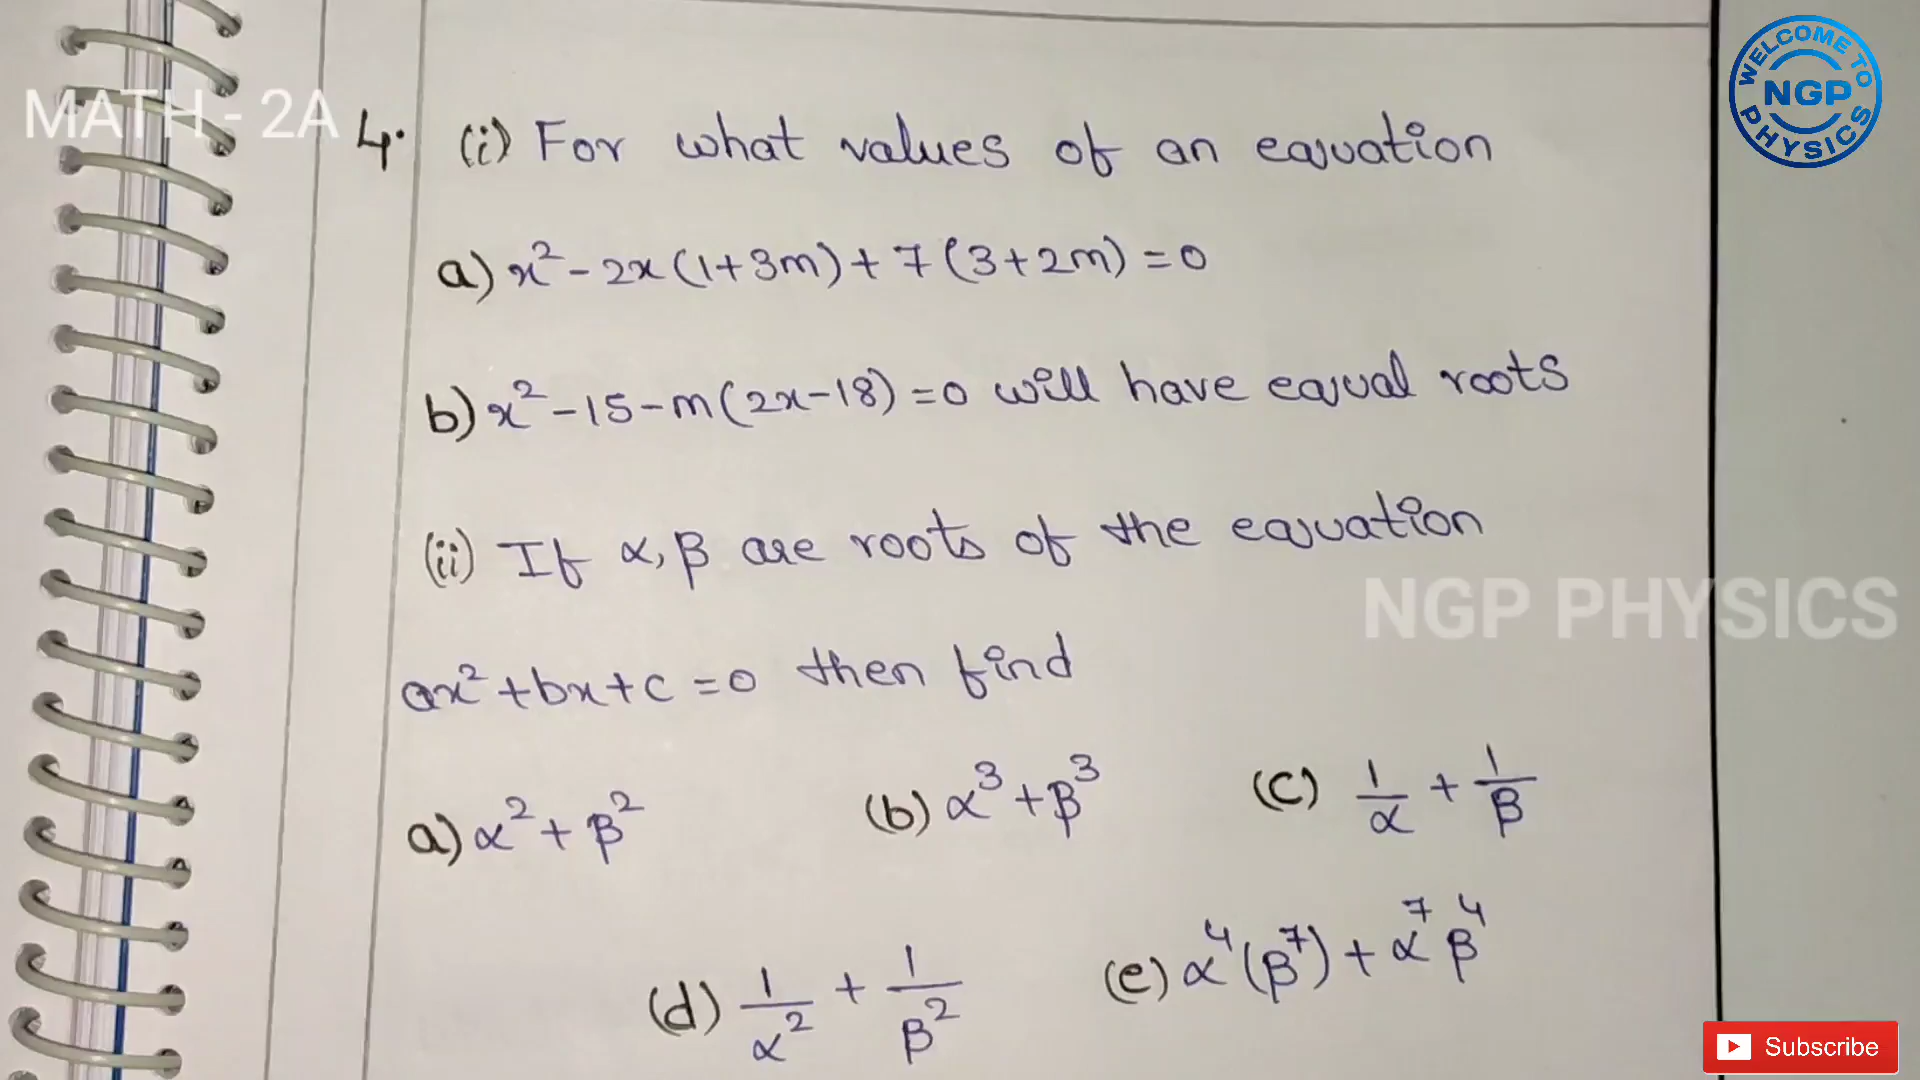 MATH - 2A
WELCOME TO
NGP
PHYSICS
4. (i) For what values of an equation
a) x² - 2x (1+3m) + 7 (3+2m) = 0
b) x² - 15 - m (2x-18) = 0 will have equal roots
(ii) If α, β are roots of the equation
NGP PHYSICS
ax² + bx + c = 0 then find
a) α² + β² (b) α³ + β³ (c) 1/α + 1/β
(d) 1/α² + 1/β² (e) α⁴(β⁷) + α⁷ β⁴
Subscribe